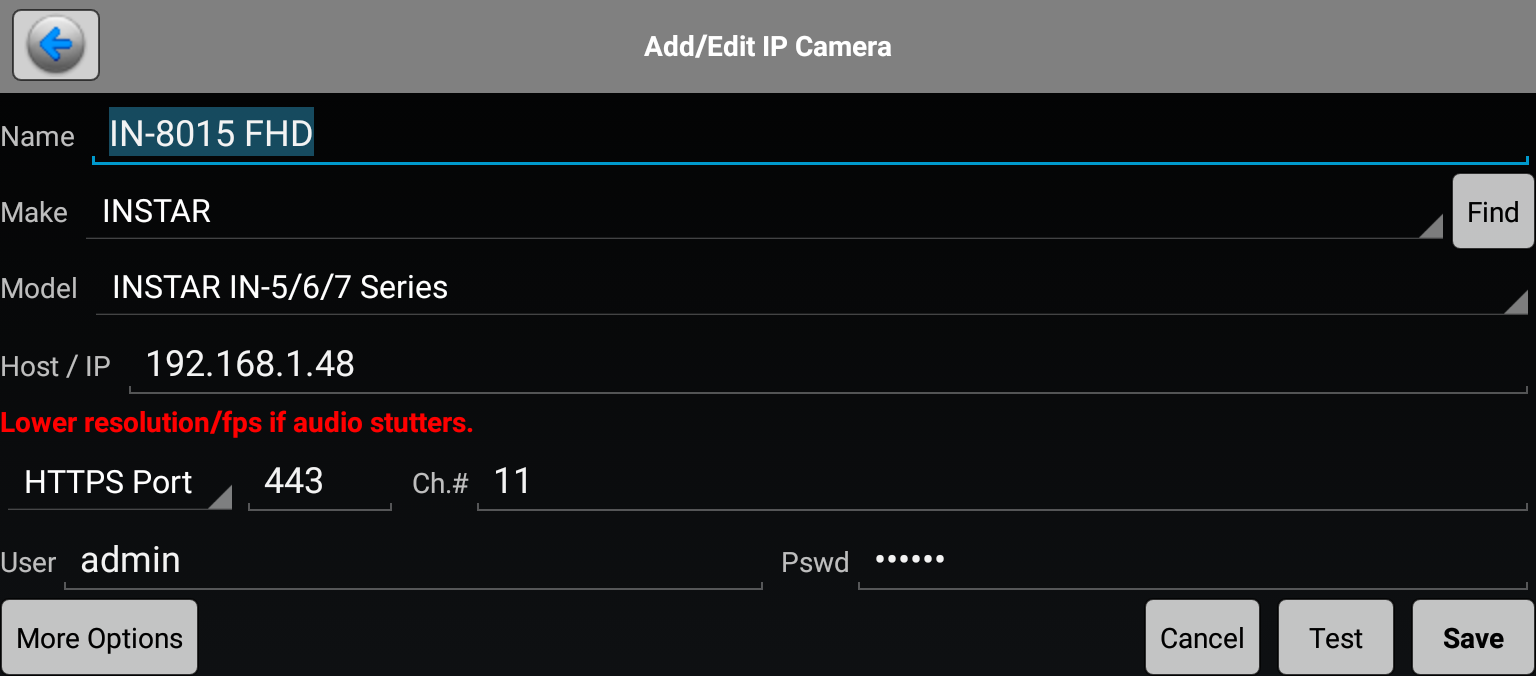 Add/Edit IP Camera
Name IN-8015 FHD
Make INSTAR Find
Model INSTAR IN-5/6/7 Series
Host / IP 192.168.1.48
Lower resolution/fps if audio stutters.
HTTPS Port 443 Ch.# 11
User admin Pswd ••••••
More Options Cancel Test Save